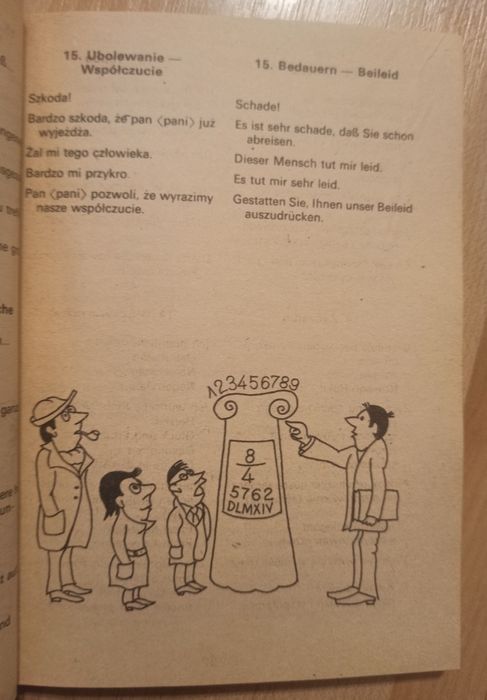 15. Ubolewanie —
Współczucie
Szkoda!
Bardzo szkoda, że pan ⟨pani⟩ już
wyjeżdża.
Żal mi tego człowieka.
Bardzo mi przykro.
Pan ⟨pani⟩ pozwoli, że wyrazimy
nasze współczucie.
15. Bedauern — Beileid
Schade!
Es ist sehr schade, daß Sie schon
abreisen.
Dieser Mensch tut mir leid.
Es tut mir sehr leid.
Gestatten Sie, Ihnen unser Beileid
auszudrücken.
123456789
8
4
5762
DLMXIV